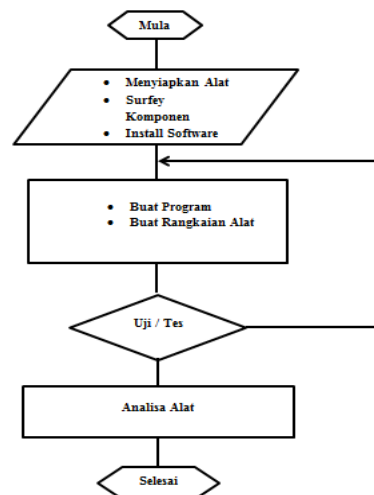 Mula
• Menyiapkan Alat
• Surfey
Komponen
• Install Software
• Buat Program
• Buat Rangkaian Alat
Uji / Tes
Analisa Alat
Selesai